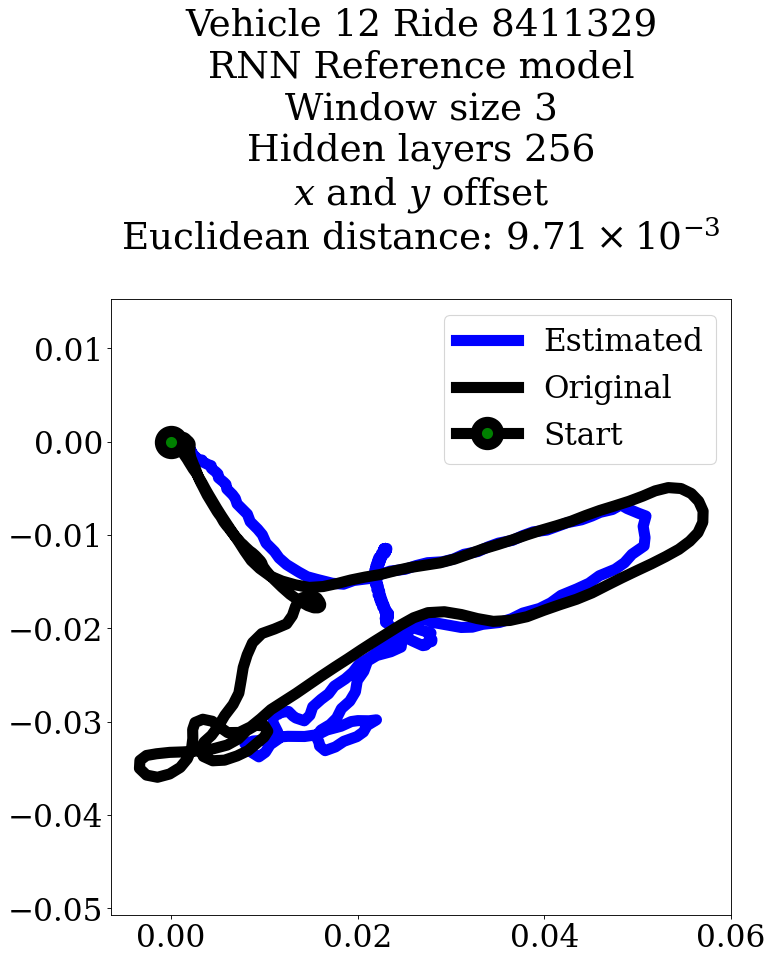 Vehicle 12 Ride 8411329
RNN Reference model
Window size 3
Hidden layers 256
x and y offset
Euclidean distance: 9.71 × 10⁻³
Estimated
Original
Start
0.01
0.00
−0.01
−0.02
−0.03
−0.04
−0.05
0.00 0.02 0.04 0.06